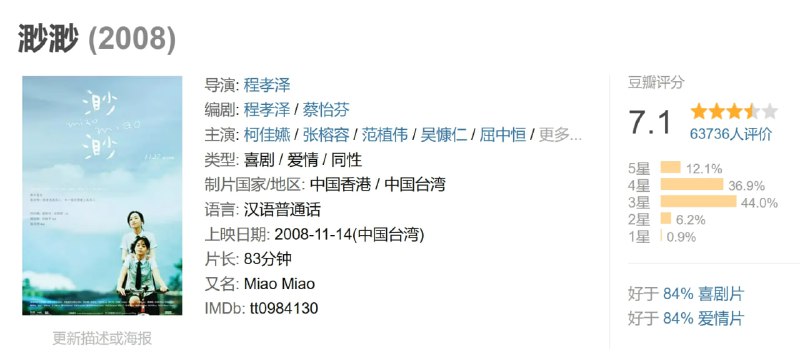 渺渺 (2008)
渺
miao miao
渺
11.27
导演: 程孝泽
编剧: 程孝泽 / 蔡怡芬
主演: 柯佳嬿 / 张榕容 / 范植伟 / 吴慷仁 / 屈中恒 / 更多...
类型: 喜剧 / 爱情 / 同性
制片国家/地区: 中国香港 / 中国台湾
语言: 汉语普通话
上映日期: 2008-11-14(中国台湾)
片长: 83分钟
又名: Miao Miao
IMDb: tt0984130
更新描述或海报
豆瓣评分
7.1
63736人评价
5星 12.1%
4星 36.9%
3星 44.0%
2星 6.2%
1星 0.9%
好于 84% 喜剧片
好于 84% 爱情片